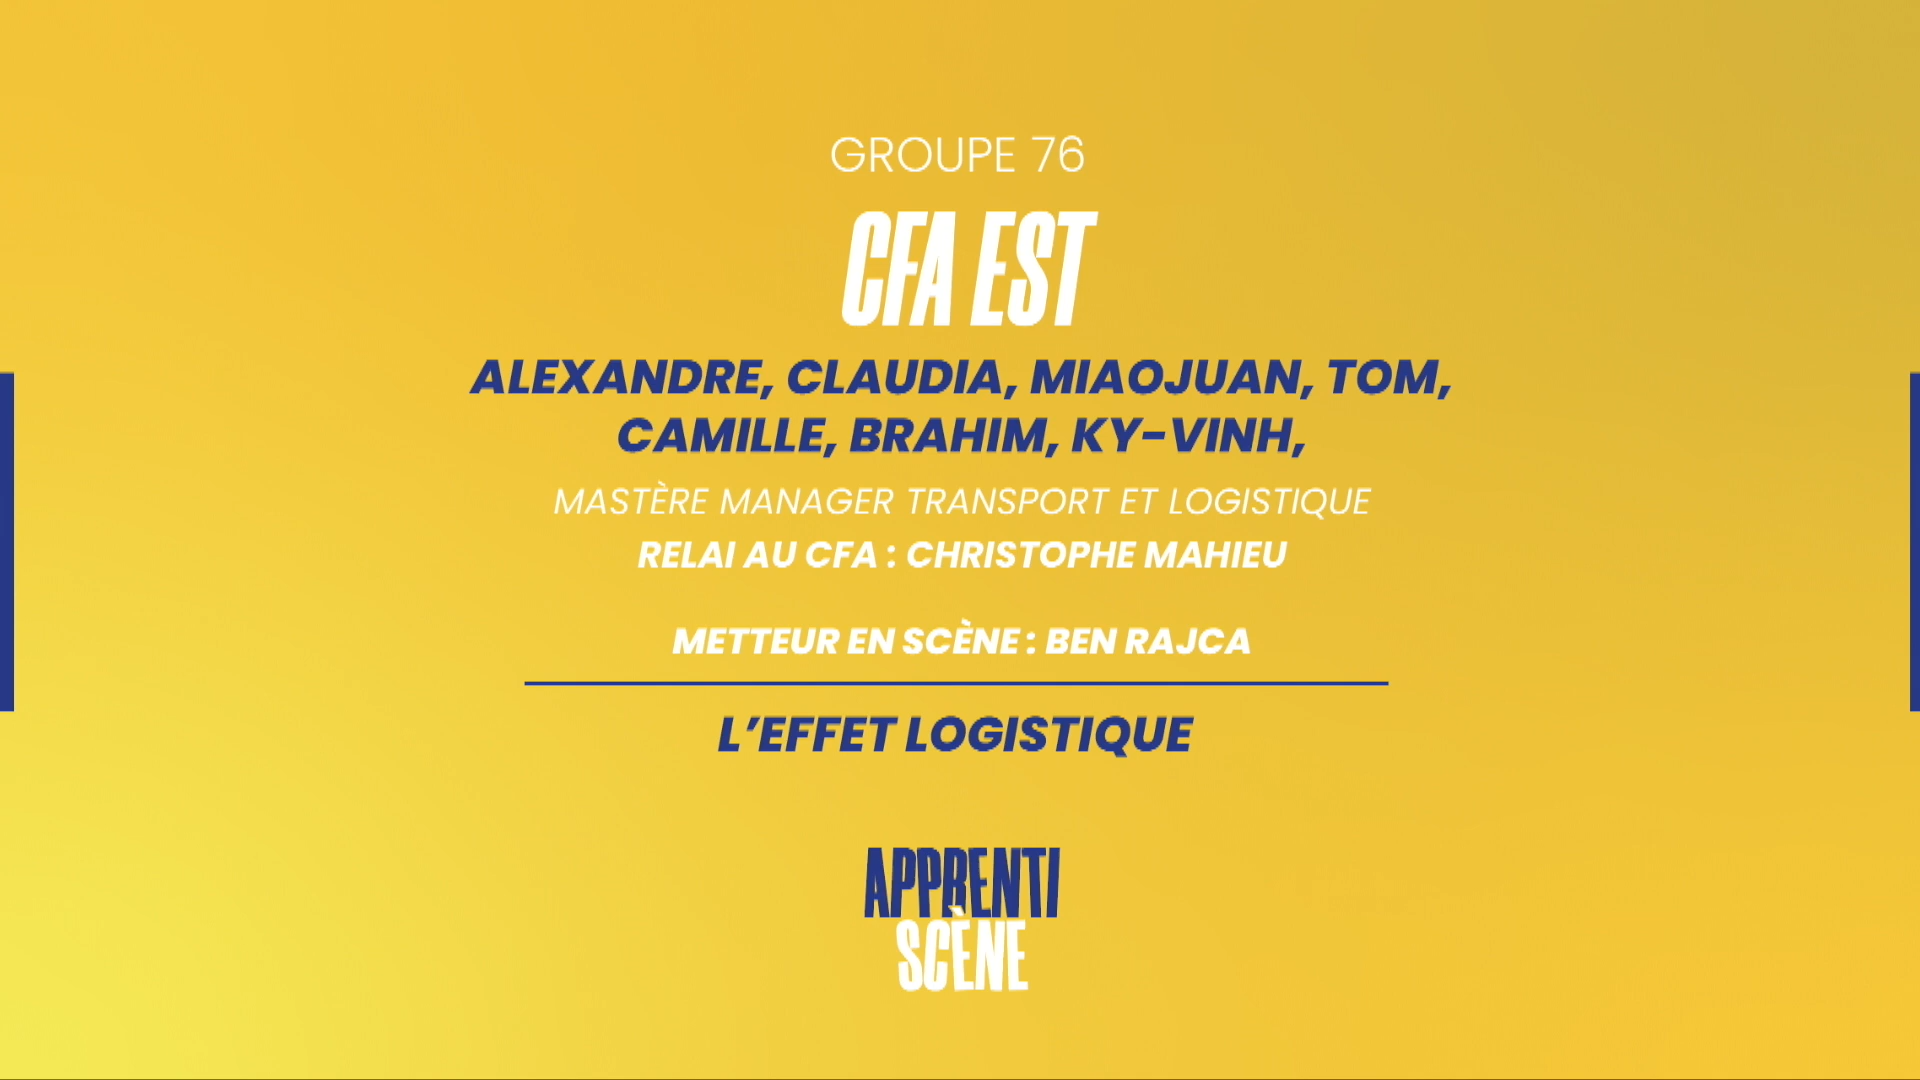 GROUPE 76
CFA EST
ALEXANDRE, CLAUDIA, MIAOJUAN, TOM,
CAMILLE, BRAHIM, KY-VINH,
MASTÈRE MANAGER TRANSPORT ET LOGISTIQUE
RELAI AU CFA : CHRISTOPHE MAHIEU
METTEUR EN SCÈNE : BEN RAJCA
L’EFFET LOGISTIQUE
APPRENTI
SCÈNE